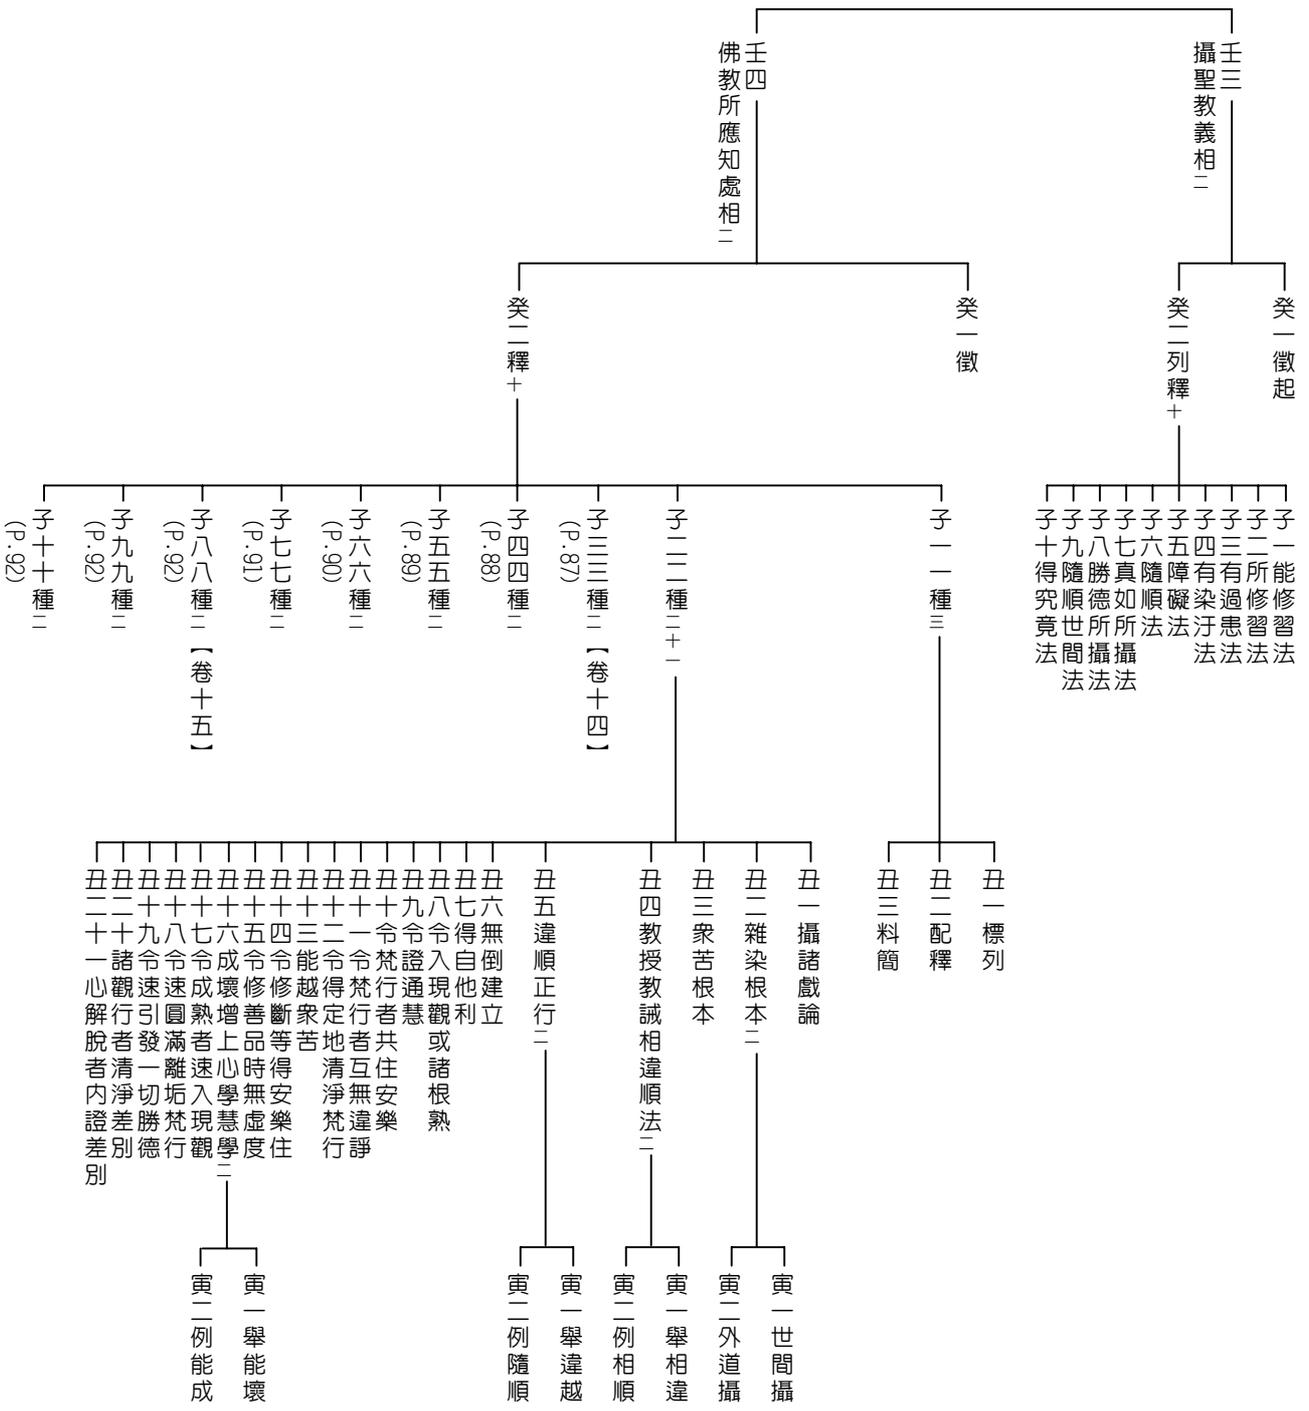 壬三
攝聖教義相二
癸一徵起
癸二列釋十
子一能修習法
子二所修習法
子三有過患法
子四有染汙法
子五障礙法
子六隨順法
子七真如所攝法
子八勝德所攝法
子九隨順世間法
子十得究竟法
壬四
佛教所應知處相二
癸一徵
癸二釋十
子一一種三
丑一標列
丑二配釋
丑三料簡
子二二種二十一
丑一攝諸戲論
丑二雜染根本二
寅一世間攝
寅二外道攝
丑三眾苦根本
丑四教授教誡相違順法二
寅一舉相違
寅二例相順
丑五違順正行二
寅一舉違越
寅二例隨順
丑六無倒建立
丑七得自他利
丑八令入現觀或諸根熟
丑九令證通慧
丑十令梵行者共住安樂
丑十一令梵行者互無違諍
丑十二令得定地清淨梵行
丑十三能越眾苦
丑十四令修斷等得安樂住
丑十五令修善品時無虛度
丑十六成壞增上心學慧學二
寅一舉能壞
寅二例能成
丑十七令成熟者速入現觀
丑十八令速圓滿離垢梵行
丑十九令速引發一切勝德
丑二十諸觀行者清淨差別
丑二十一心解脫者內證差別
子三三種二【卷十四】
(P.87)
子四四種二
(P.88)
子五五種二
(P.89)
子六六種二
(P.90)
子七七種二
(P.91)
子八八種二【卷十五】
(P.92)
子九九種二
(P.92)
子十十種二
(P.92)